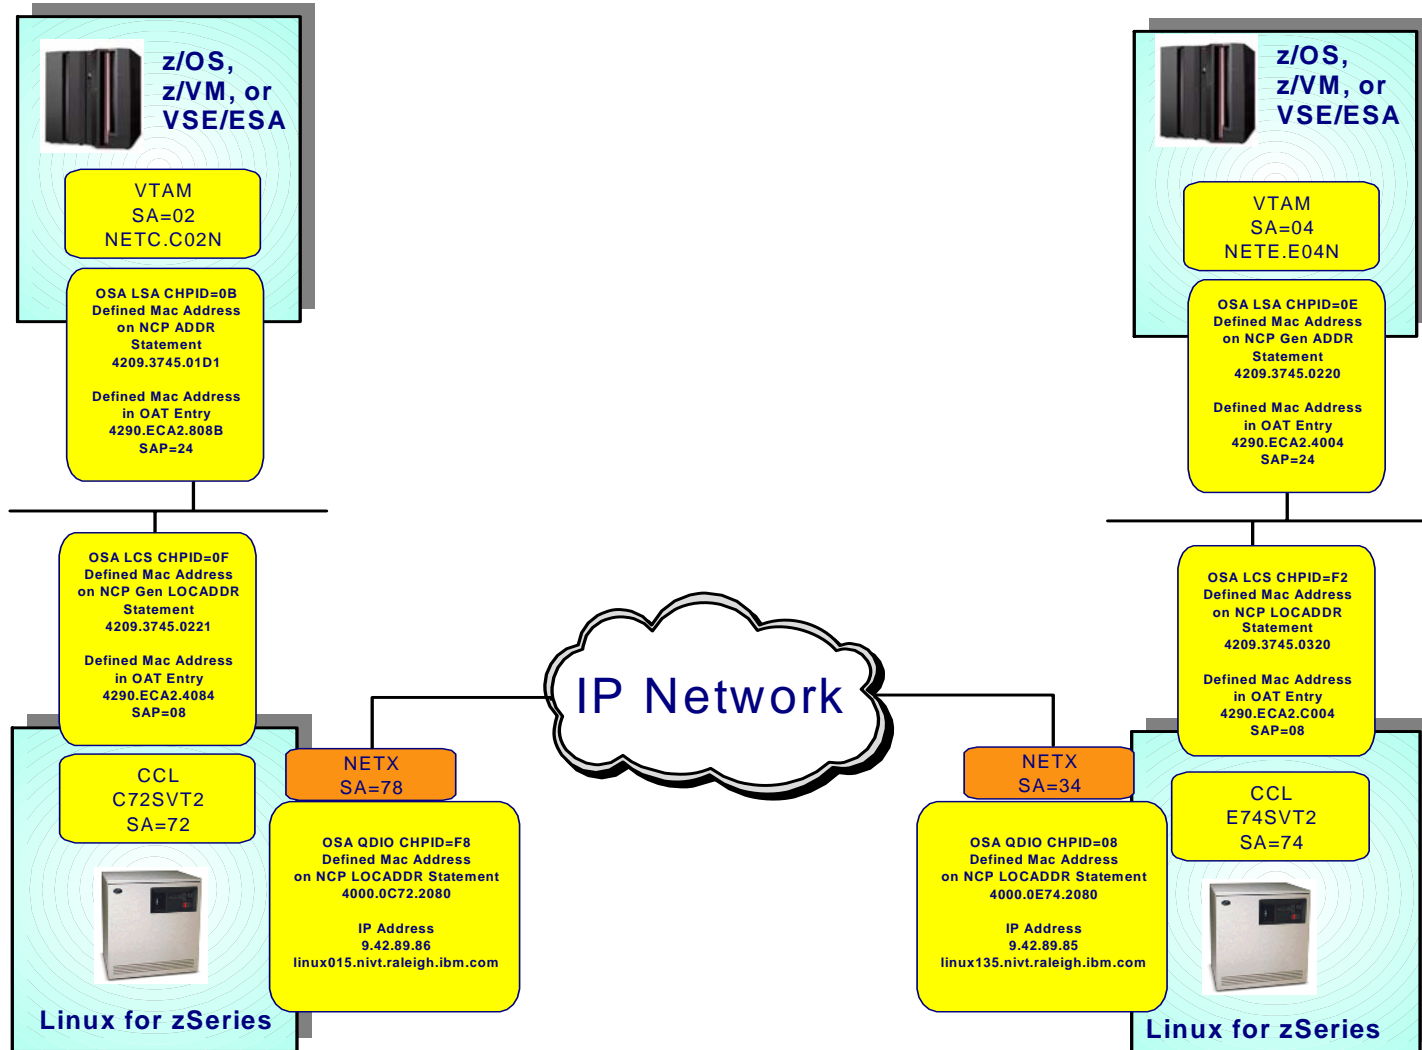 z/OS,
z/VM, or
VSE/ESA
VTAM
SA=02
NETC.C02N
OSA LSA CHPID=0B
Defined Mac Address
on NCP ADDR
Statement
4209.3745.01D1
Defined Mac Address
in OAT Entry
4290.ECA2.808B
SAP=24
OSA LCS CHPID=0F
Defined Mac Address
on NCP Gen LOCADDR
Statement
4209.3745.0221
Defined Mac Address
in OAT Entry
4290.ECA2.4084
SAP=08
CCL
C72SVT2
SA=72
Linux for zSeries
NETX
SA=78
OSA QDIO CHPID=F8
Defined Mac Address
on NCP LOCADDR Statement
4000.0C72.2080
IP Address
9.42.89.86
linux015.nivt.raleigh.ibm.com
IP Network
z/OS,
z/VM, or
VSE/ESA
VTAM
SA=04
NETE.E04N
OSA LSA CHPID=0E
Defined Mac Address
on NCP Gen ADDR
Statement
4209.3745.0220
Defined Mac Address
in OAT Entry
4290.ECA2.4004
SAP=24
OSA LCS CHPID=F2
Defined Mac Address
on NCP LOCADDR
Statement
4209.3745.0320
Defined Mac Address
in OAT Entry
4290.ECA2.C004
SAP=08
NETX
SA=34
OSA QDIO CHPID=08
Defined Mac Address
on NCP LOCADDR Statement
4000.0E74.2080
IP Address
9.42.89.85
linux135.nivt.raleigh.ibm.com
CCL
E74SVT2
SA=74
Linux for zSeries